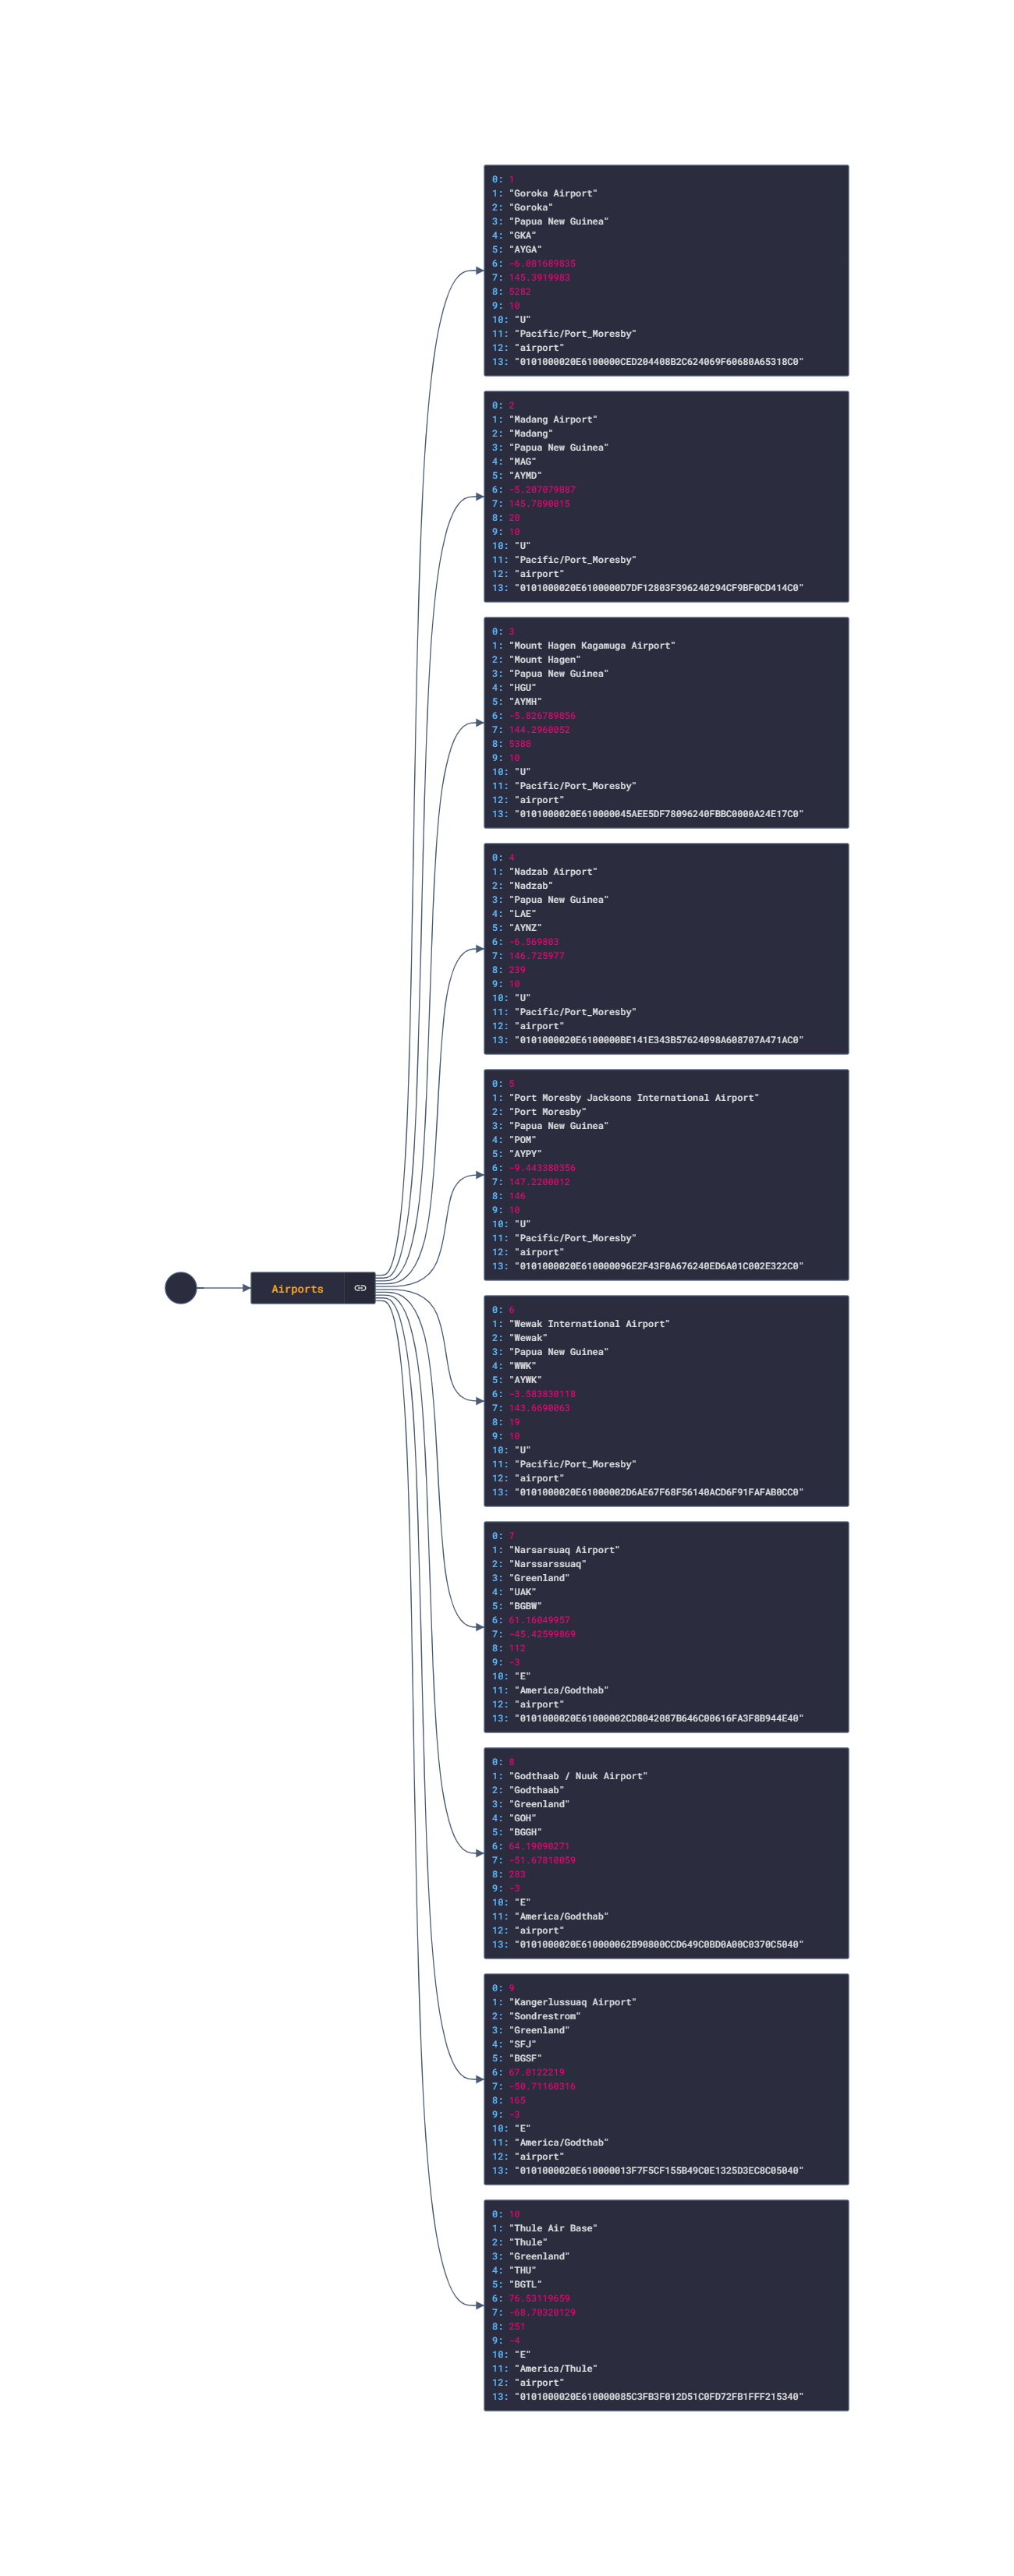 0: 1
1: "Goroka Airport"
2: "Goroka"
3: "Papua New Guinea"
4: "GKA"
5: "AYGA"
6: -6.081689835
7: 145.3919983
8: 5282
9: 10
10: "U"
11: "Pacific/Port_Moresby"
12: "airport"
13: "0101000020E6100000CED204408B2C624069F60680A65318C0"
0: 2
1: "Madang Airport"
2: "Madang"
3: "Papua New Guinea"
4: "MAG"
5: "AYMD"
6: -5.207079887
7: 145.7890015
8: 20
9: 10
10: "U"
11: "Pacific/Port_Moresby"
12: "airport"
13: "0101000020E6100000D7DF12803F396240294CF9BF0CD414C0"
0: 3
1: "Mount Hagen Kagamuga Airport"
2: "Mount Hagen"
3: "Papua New Guinea"
4: "HGU"
5: "AYMH"
6: -5.826789856
7: 144.2960052
8: 5388
9: 10
10: "U"
11: "Pacific/Port_Moresby"
12: "airport"
13: "0101000020E610000045AEE5DF78096240FBBC0000A24E17C0"
0: 4
1: "Nadzab Airport"
2: "Nadzab"
3: "Papua New Guinea"
4: "LAE"
5: "AYNZ"
6: -6.569803
7: 146.725977
8: 239
9: 10
10: "U"
11: "Pacific/Port_Moresby"
12: "airport"
13: "0101000020E6100000BE141E343B57624098A608707A471AC0"
0: 5
1: "Port Moresby Jacksons International Airport"
2: "Port Moresby"
3: "Papua New Guinea"
4: "POM"
5: "AYPY"
6: -9.443380356
7: 147.2200012
8: 146
9: 10
10: "U"
11: "Pacific/Port_Moresby"
12: "airport"
13: "0101000020E610000096E2F43F0A676240ED6A01C002E322C0"
Airports
0: 6
1: "Wewak International Airport"
2: "Wewak"
3: "Papua New Guinea"
4: "WWK"
5: "AYWK"
6: -3.583830118
7: 143.6690063
8: 19
9: 10
10: "U"
11: "Pacific/Port_Moresby"
12: "airport"
13: "0101000020E61000002D6AE67F68F56140ACD6F91FAFAB0CC0"
0: 7
1: "Narsarsuaq Airport"
2: "Narssarssuaq"
3: "Greenland"
4: "UAK"
5: "BGBW"
6: 61.16049957
7: -45.42599869
8: 112
9: -3
10: "E"
11: "America/Godthab"
12: "airport"
13: "0101000020E61000002CD8042087B646C00616FA3F8B944E40"
0: 8
1: "Godthaab / Nuuk Airport"
2: "Godthaab"
3: "Greenland"
4: "GOH"
5: "BGGH"
6: 64.19090271
7: -51.67810059
8: 283
9: -3
10: "E"
11: "America/Godthab"
12: "airport"
13: "0101000020E610000062B90800CCD649C0BD0A00C0370C5040"
0: 9
1: "Kangerlussuaq Airport"
2: "Sondrestrom"
3: "Greenland"
4: "SFJ"
5: "BGSF"
6: 67.0122219
7: -50.71160316
8: 165
9: -3
10: "E"
11: "America/Godthab"
12: "airport"
13: "0101000020E610000013F7F5CF155B49C0E1325D3EC8C05040"
0: 10
1: "Thule Air Base"
2: "Thule"
3: "Greenland"
4: "THU"
5: "BGTL"
6: 76.53119659
7: -68.70320129
8: 251
9: -4
10: "E"
11: "America/Thule"
12: "airport"
13: "0101000020E610000085C3FB3F012D51C0FD72FB1FFF215340"